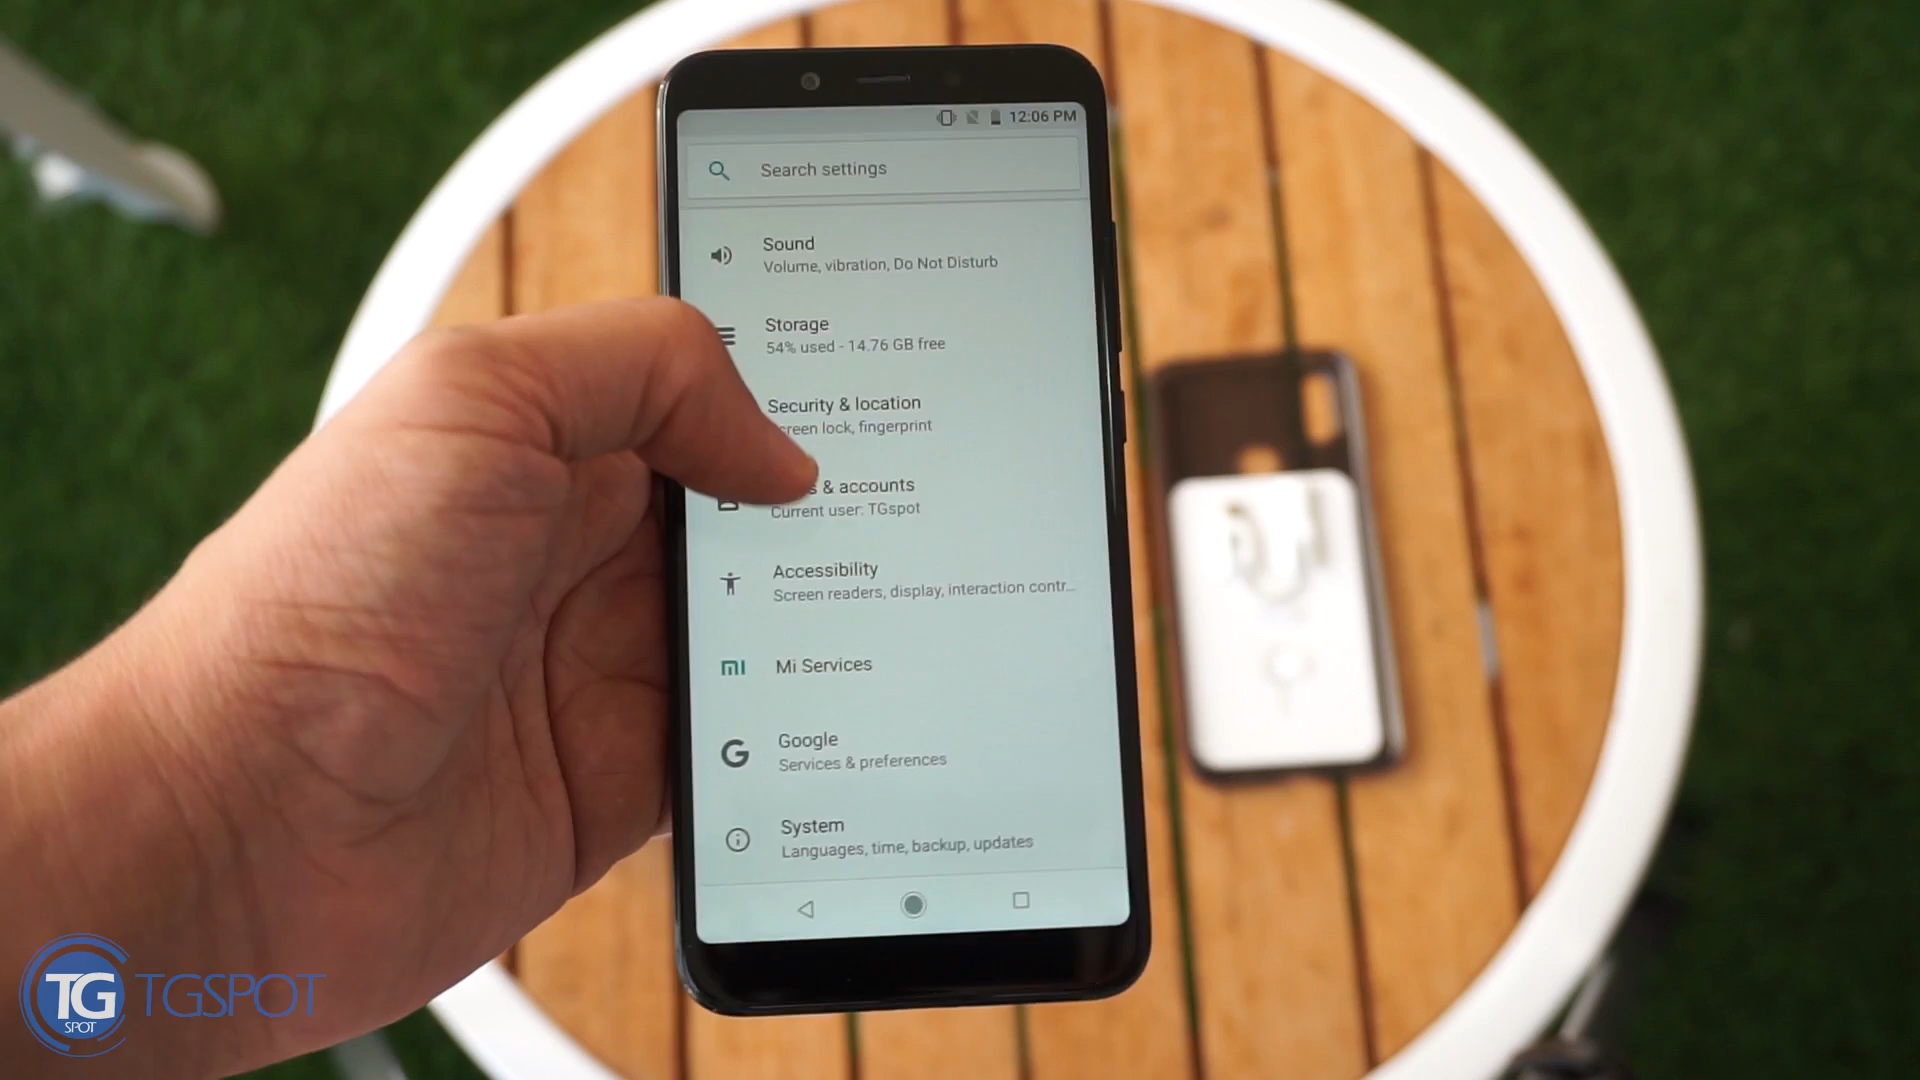 12:06 PM
Search settings
Sound
Volume, vibration, Do Not Disturb
Storage
54% used - 14.76 GB free
Security & location
reen lock, fingerprint
s & accounts
Current user: TGspot
Accessibility
Screen readers, display, interaction contr...
mi Mi Services
G Google
Services & preferences
System
Languages, time, backup, updates
TG SPOT
TGSPOT